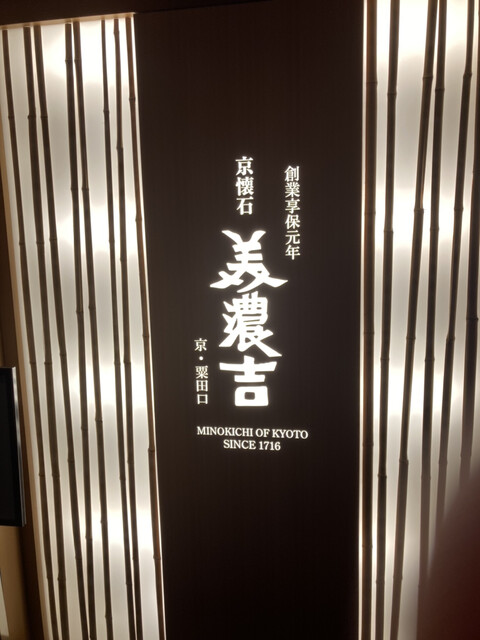 創業享保元年
京懐石
美濃吉
京・粟田口
MINOKICHI OF KYOTO
SINCE 1716